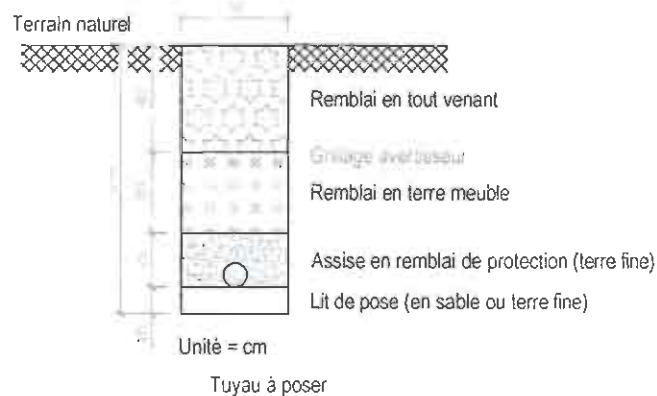 Terrain naturel
Remblai en tout venant
Grillage avertisseur
Remblai en terre meuble
Assise en remblai de protection (terre fine)
Lit de pose (en sable ou terre fine)
Unité = cm
Tuyau à poser